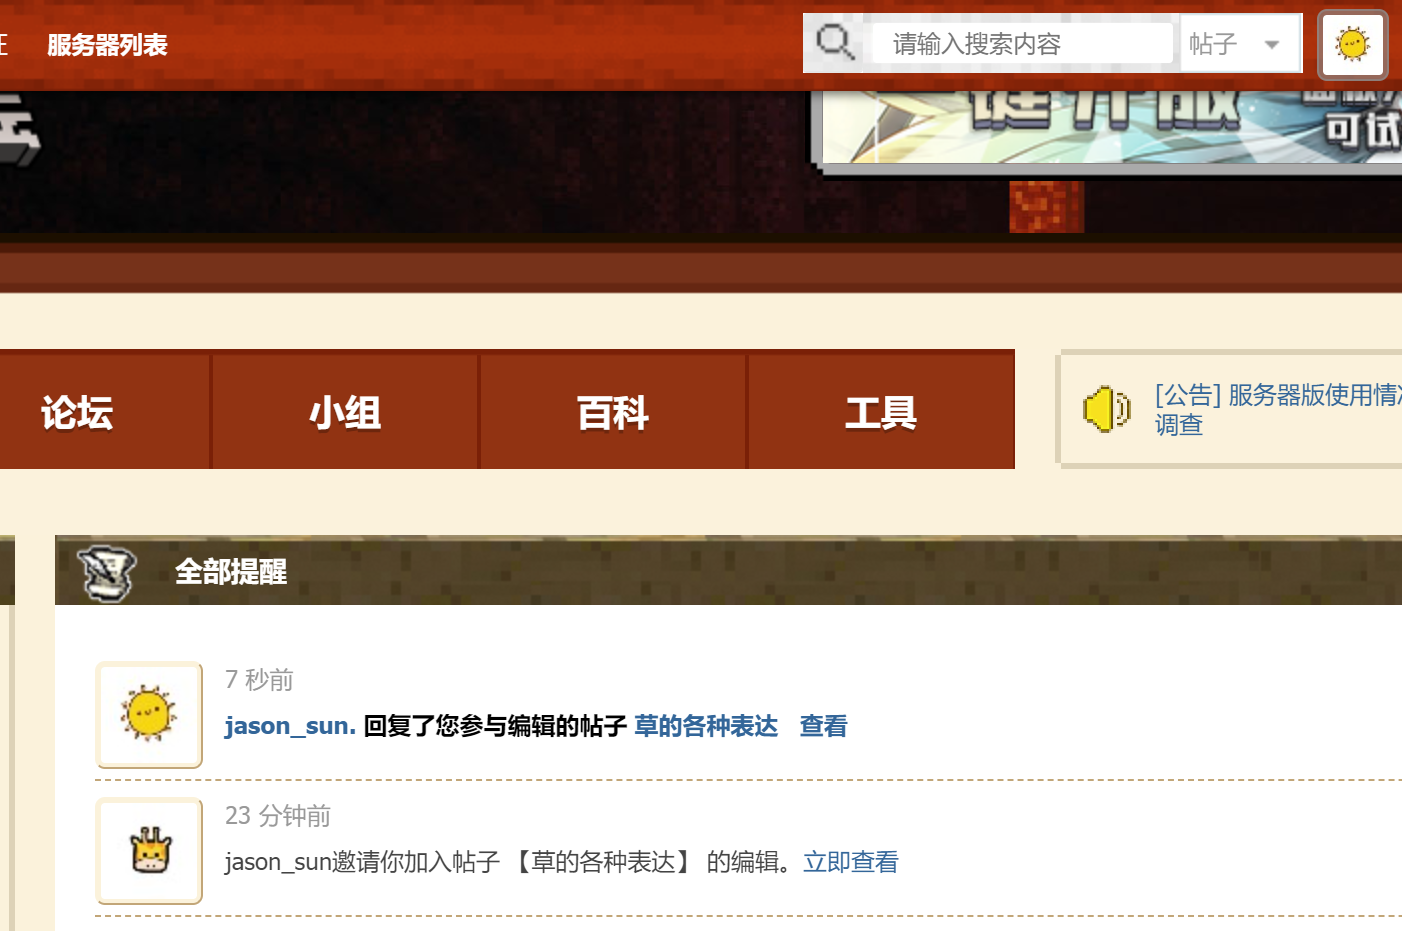 服务器列表
请输入搜索内容
帖子
键开服
可试
论坛
小组
百科
工具
[公告] 服务器版使用情况
调查
全部提醒
7 秒前
jason_sun. 回复了您参与编辑的帖子 草的各种表达 查看
23 分钟前
jason_sun邀请你加入帖子 【草的各种表达】 的编辑。立即查看